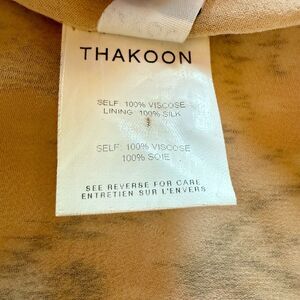 THAKOON
SELF: 100% VISCOSE
LINING: 100% SILK
SELF: 100% VISCOSE
100% SOIE
SEE REVERSE FOR CARE
ENTRETIEN SUR L'ENVERS